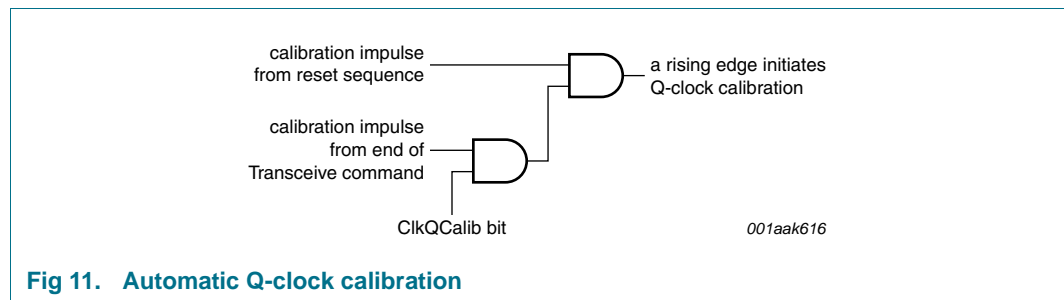 calibration impulse
from reset sequence
a rising edge initiates
Q-clock calibration
calibration impulse
from end of
Transceive command
ClkQCalib bit
001aak616
Fig 11. Automatic Q-clock calibration